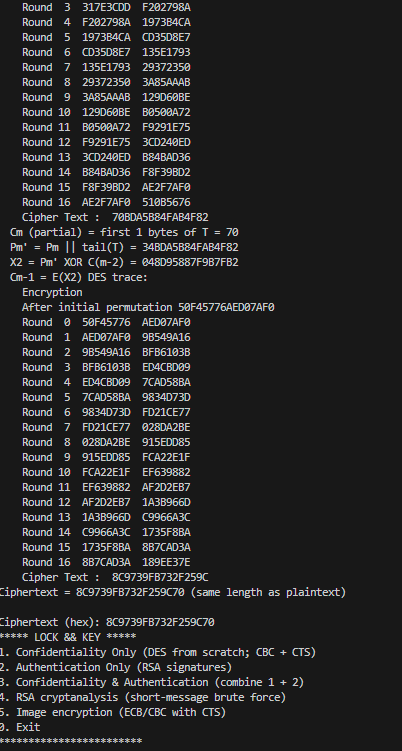 Round 3 317E3CDD F202798A
Round 4 F202798A 1973B4CA
Round 5 1973B4CA CD35D8E7
Round 6 CD35D8E7 135E1793
Round 7 135E1793 29372350
Round 8 29372350 3A85AAAB
Round 9 3A85AAAB 129D60BE
Round 10 129D60BE B0500A72
Round 11 B0500A72 F9291E75
Round 12 F9291E75 3CD240ED
Round 13 3CD240ED B84BAD36
Round 14 B84BAD36 F8F39BD2
Round 15 F8F39BD2 AE2F7AF0
Round 16 AE2F7AF0 510B5676
Cipher Text : 70BDA5B84FAB4F82
Cm (partial) = first 1 bytes of T = 70
Pm' = Pm || tail(T) = 34BDA5B84FAB4F82
X2 = Pm' XOR C(m-2) = 048D95887F9B7FB2
Cm-1 = E(X2) DES trace:
Encryption
After initial permutation 50F45776AED07AF0
Round 0 50F45776 AED07AF0
Round 1 AED07AF0 9B549A16
Round 2 9B549A16 BFB6103B
Round 3 BFB6103B ED4CBD09
Round 4 ED4CBD09 7CAD58BA
Round 5 7CAD58BA 9834D73D
Round 6 9834D73D FD21CE77
Round 7 FD21CE77 028DA2BE
Round 8 028DA2BE 915EDD85
Round 9 915EDD85 FCA22E1F
Round 10 FCA22E1F EF639882
Round 11 EF639882 AF2D2EB7
Round 12 AF2D2EB7 1A3B966D
Round 13 1A3B966D C9966A3C
Round 14 C9966A3C 1735F8BA
Round 15 1735F8BA 8B7CAD3A
Round 16 8B7CAD3A 189EE37E
Cipher Text : 8C9739FB732F259C
Ciphertext = 8C9739FB732F259C70 (same length as plaintext)
Ciphertext (hex): 8C9739FB732F259C70
***** LOCK && KEY *****
1. Confidentiality Only (DES from scratch; CBC + CTS)
2. Authentication Only (RSA signatures)
3. Confidentiality & Authentication (combine 1 + 2)
4. RSA cryptanalysis (short-message brute force)
5. Image encryption (ECB/CBC with CTS)
0. Exit
***********************